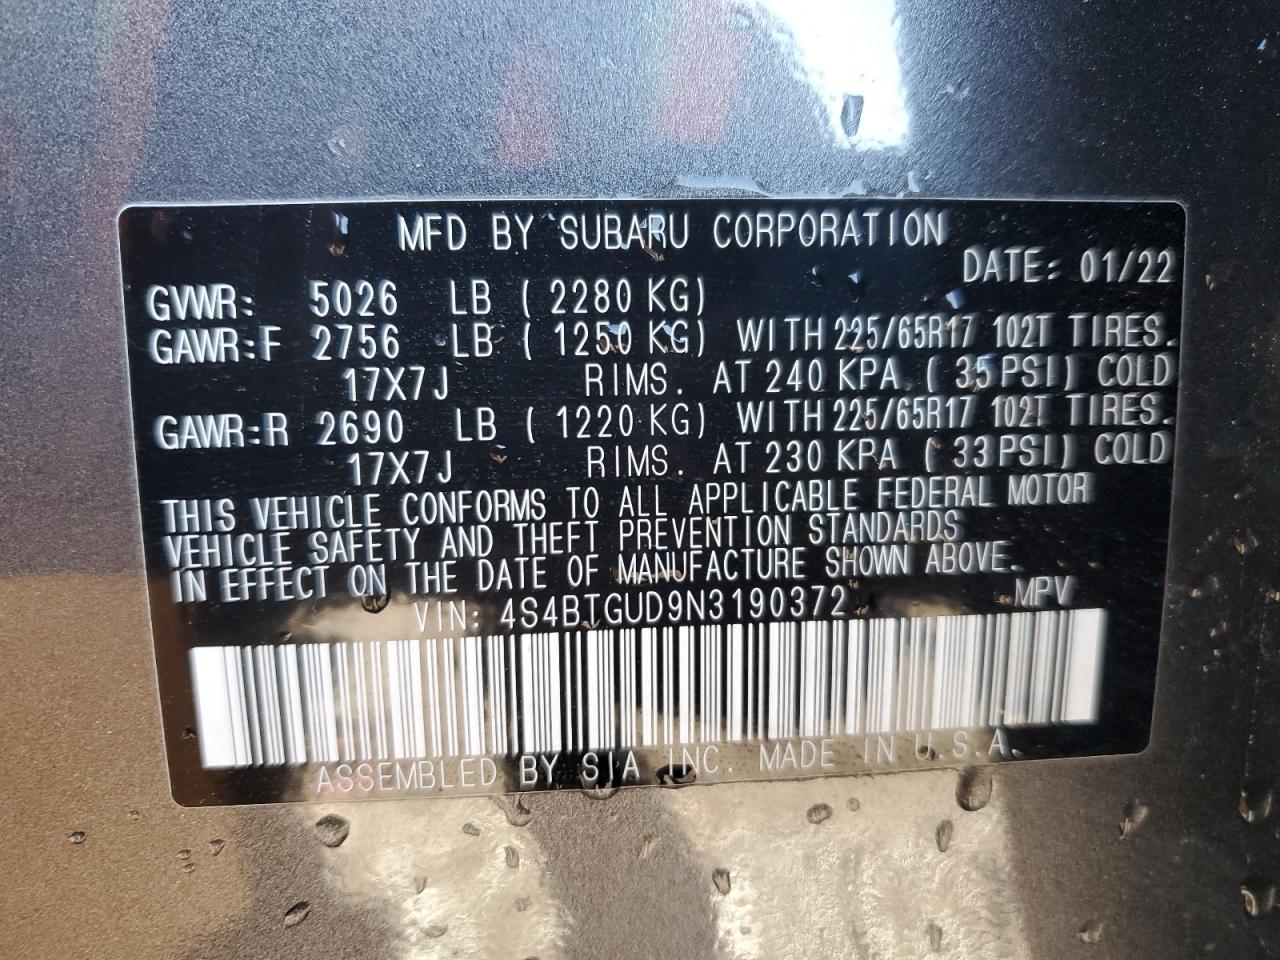 MFD BY SUBARU CORPORATION
DATE: 01/22
GVWR: 5026 LB ( 2280 KG)
GAWR:F 2756 LB ( 1250 KG) WITH 225/65R17 102T TIRES.
17X7J RIMS. AT 240 KPA ( 35 PSI) COLD
GAWR:R 2690 LB ( 1220 KG) WITH 225/65R17 102T TIRES.
17X7J RIMS. AT 230 KPA ( 33 PSI) COLD
THIS VEHICLE CONFORMS TO ALL APPLICABLE FEDERAL MOTOR
VEHICLE SAFETY AND THEFT PREVENTION STANDARDS
IN EFFECT ON THE DATE OF MANUFACTURE SHOWN ABOVE.
VIN: 4S4BTGUD9N3190372 MPV
ASSEMBLED BY SIA INC. MADE IN U.S.A.